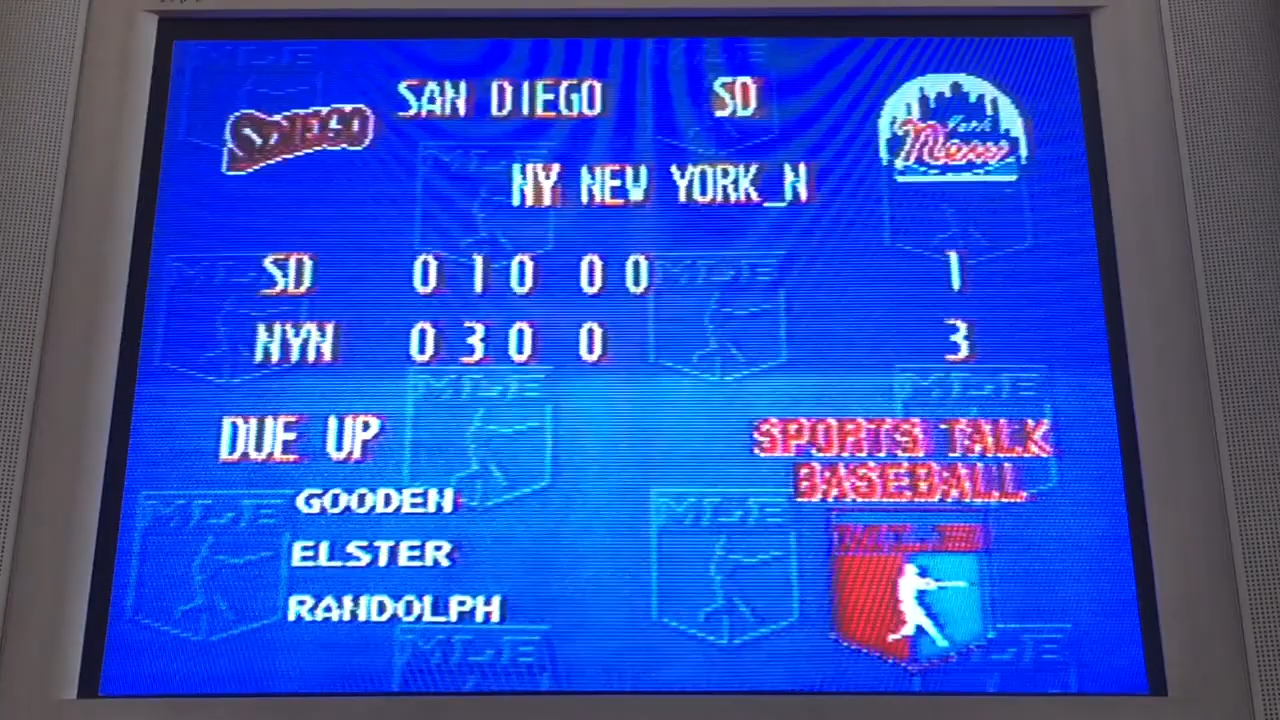 SAN DIEGO SD
NY NEW YORK_N
SD 0 1 0 0 0 1
NYN 0 3 0 0 3
DUE UP
GOODEN
ELSTER
RANDOLPH
SPORTS TALK
BASEBALL